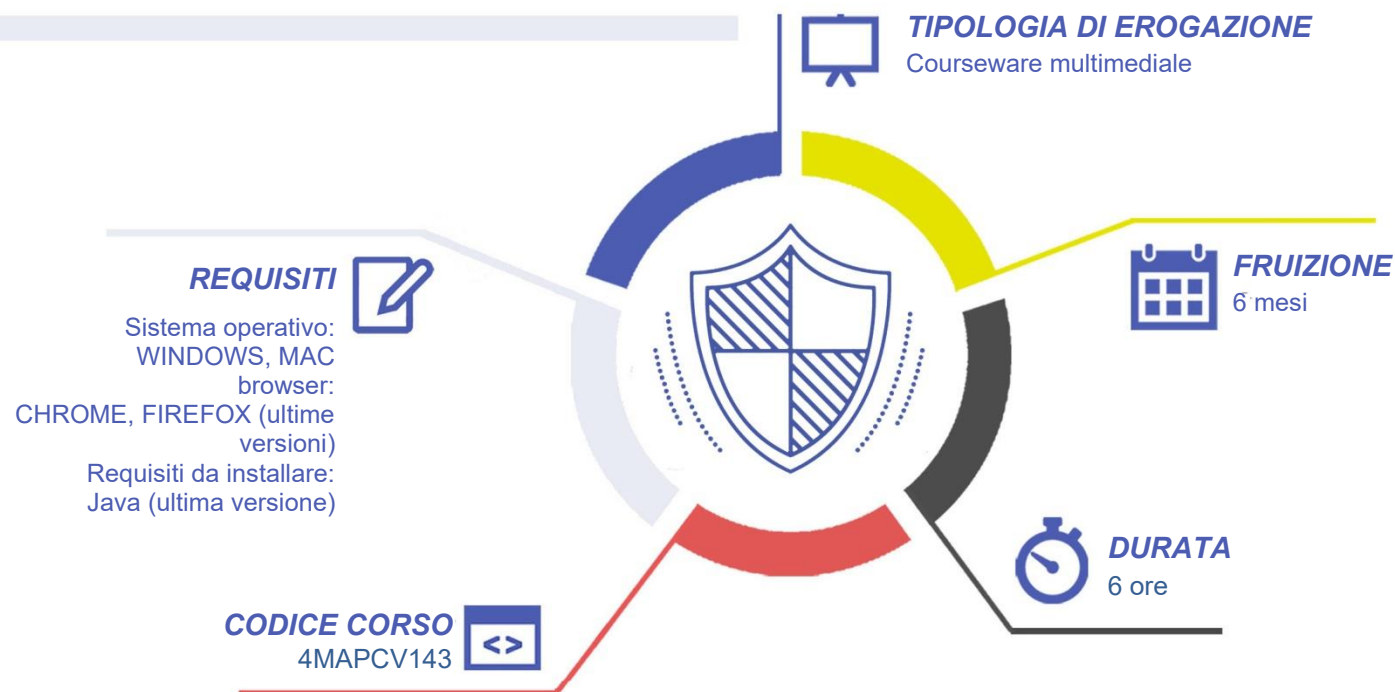 TIPOLOGIA DI EROGAZIONE
Courseware multimediale
REQUISITI
Sistema operativo:
WINDOWS, MAC
browser:
CHROME, FIREFOX (ultime
versioni)
Requisiti da installare:
Java (ultima versione)
FRUIZIONE
6 mesi
DURATA
6 ore
CODICE CORSO
4MAPCV143
<>